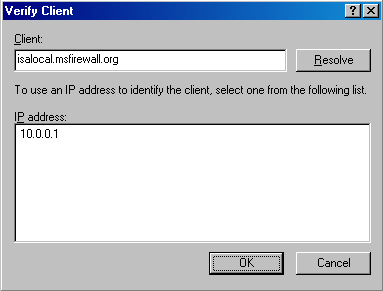 Verify Client
Client:
isalocal.msfirewall.org
Resolve
To use an IP address to identify the client, select one from the following list.
IP address:
10.0.0.1
OK
Cancel